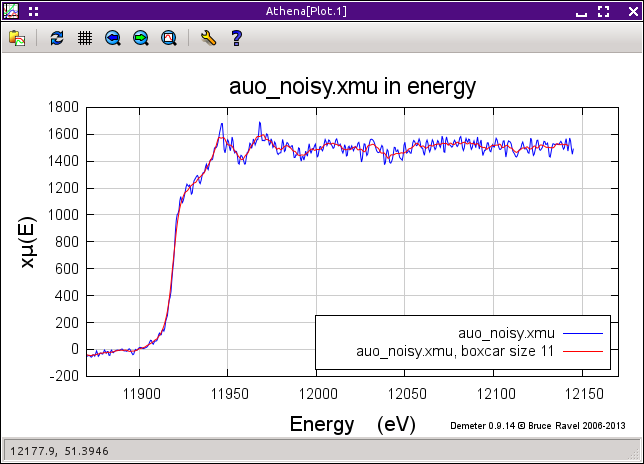 Athena[Plot.1]
auo_noisy.xmu in energy
1800
1600
1400
1200
1000
800
600
400
200
0
-200
xμ(E)
auo_noisy.xmu
auo_noisy.xmu, boxcar size 11
11900 11950 12000 12050 12100 12150
Energy (eV)
Demeter 0.9.14 © Bruce Ravel 2006-2013
12177.9, 51.3946